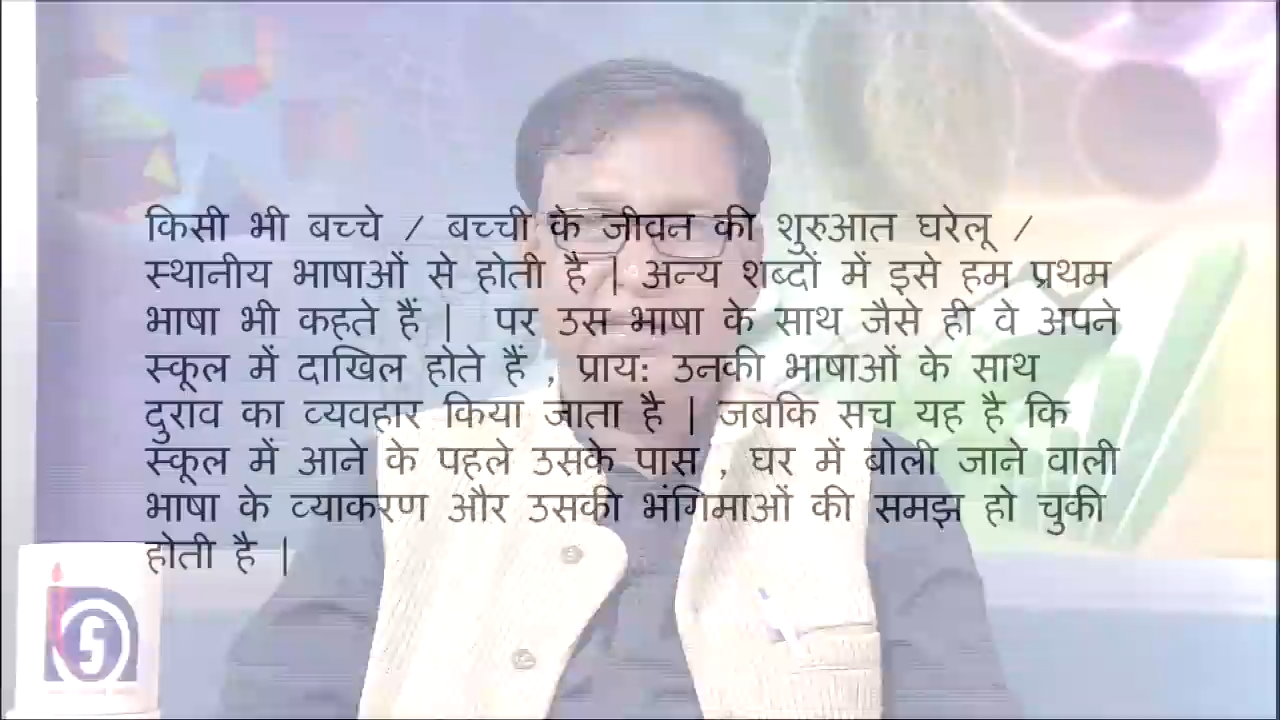 किसी भी बच्चे / बच्ची के जीवन की शुरुआत घरेलू /
स्थानीय भाषाओं से होती है | अन्य शब्दों में इसे हम प्रथम
भाषा भी कहते हैं | पर उस भाषा के साथ जैसे ही वे अपने
स्कूल में दाखिल होते हैं , प्राय: उनकी भाषाओं के साथ
दुराव का व्यवहार किया जाता है | जबकि सच यह है कि
स्कूल में आने के पहले उसके पास , घर में बोली जाने वाली
भाषा के व्याकरण और उसकी भंगिमाओं की समझ हो चुकी
होती है |